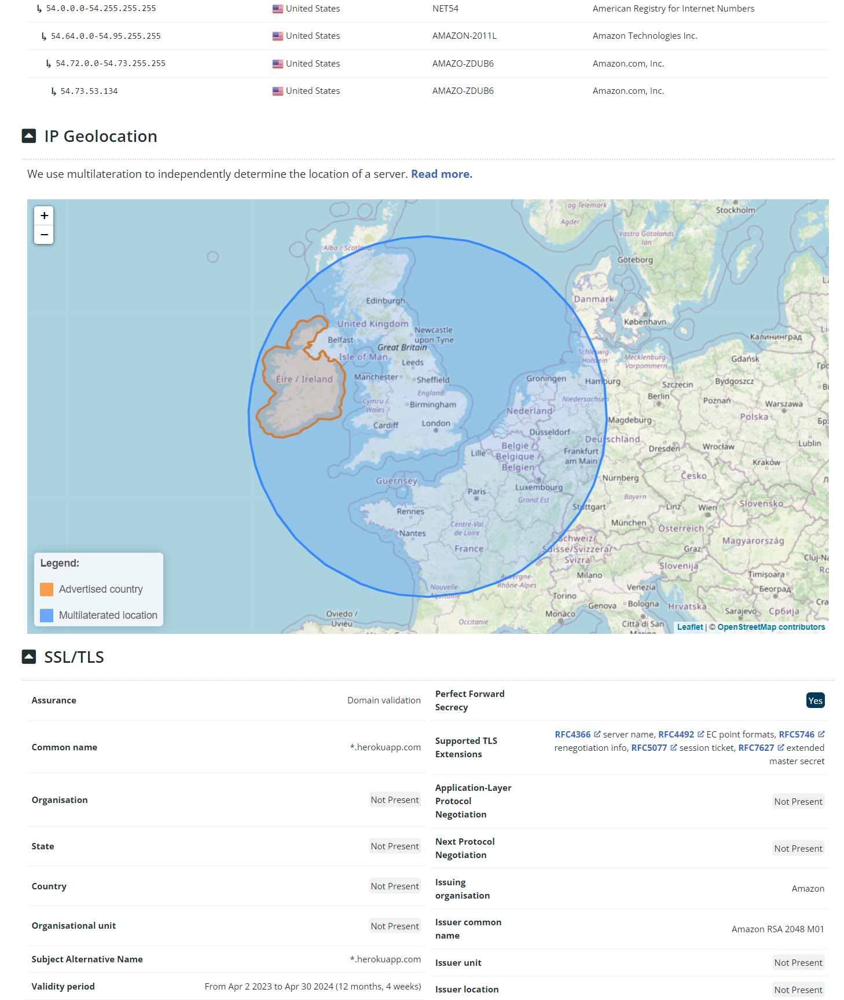 ↳ 54.0.0.0-54.255.255.255 United States NET54 American Registry for Internet Numbers
↳ 54.64.0.0-54.95.255.255 United States AMAZON-2011L Amazon Technologies Inc.
↳ 54.72.0.0-54.73.255.255 United States AMAZO-ZDUB6 Amazon.com, Inc.
↳ 54.73.53.134 United States AMAZO-ZDUB6 Amazon.com, Inc.
IP Geolocation
We use multilateration to independently determine the location of a server. Read more.
+
−
og Telemark
Stockholm
Agder
Västra Götalands
län
Alba / Scotland
Göteborg
Edinburgh
Danmark
United Kingdom
København
Newcastle
upon Tyne
Belfast
Калининград
Great Britain
Schleswig-
Holstein
Isle of Man
Mecklenburg-
Vorpommern
Gdańsk
Leeds
Éire / Ireland
Manchester
Sheffield
Groningen
Hamburg
Szczecin
Bydgoszcz
England
Cymru /
Wales
Birmingham
Niedersachsen
Berlin
Poznań
Warszawa
Nederland
Polska
Cardiff
London
Magdeburg
Düsseldorf
Deutschland
België /
Belgique /
Belgien
Lille
Frankfurt
am Main
Dresden
Wrocław
Lublin
Kraków
Guernsey
Nürnberg
Česko
Paris
Luxembourg
Grand Est
Bayern
Rennes
Stuttgart
Linz
Wien
Slovensko
Nantes
Centre-Val
de Loire
München
Österreich
France
Schweiz/
Suisse/Svizzera/
Svizra
Graz
Magyarország
Slovenija
Cluj-Na
Nouvelle-
Aquitaine
Auvergne-
Rhône-Alpes
Milano
Venezia
Timișoara
Torino
Genova
Bologna
Hrvatska
Београд
Oviedo /
Uviéu
Occitanie
Monaco
Città di San
Marino
Sarajevo
Србија
Legend:
Advertised country
Multilaterated location
Leaflet | © OpenStreetMap contributors
SSL/TLS
Assurance Domain validation
Common name *.herokuapp.com
Organisation Not Present
State Not Present
Country Not Present
Organisational unit Not Present
Subject Alternative Name *.herokuapp.com
Validity period From Apr 2 2023 to Apr 30 2024 (12 months, 4 weeks)
Perfect Forward
Secrecy Yes
Supported TLS
Extensions
RFC4366 server name, RFC4492 EC point formats, RFC5746
renegotiation info, RFC5077 session ticket, RFC7627 extended
master secret
Application-Layer
Protocol
Negotiation Not Present
Next Protocol
Negotiation Not Present
Issuing
organisation Amazon
Issuer common
name Amazon RSA 2048 M01
Issuer unit Not Present
Issuer location Not Present